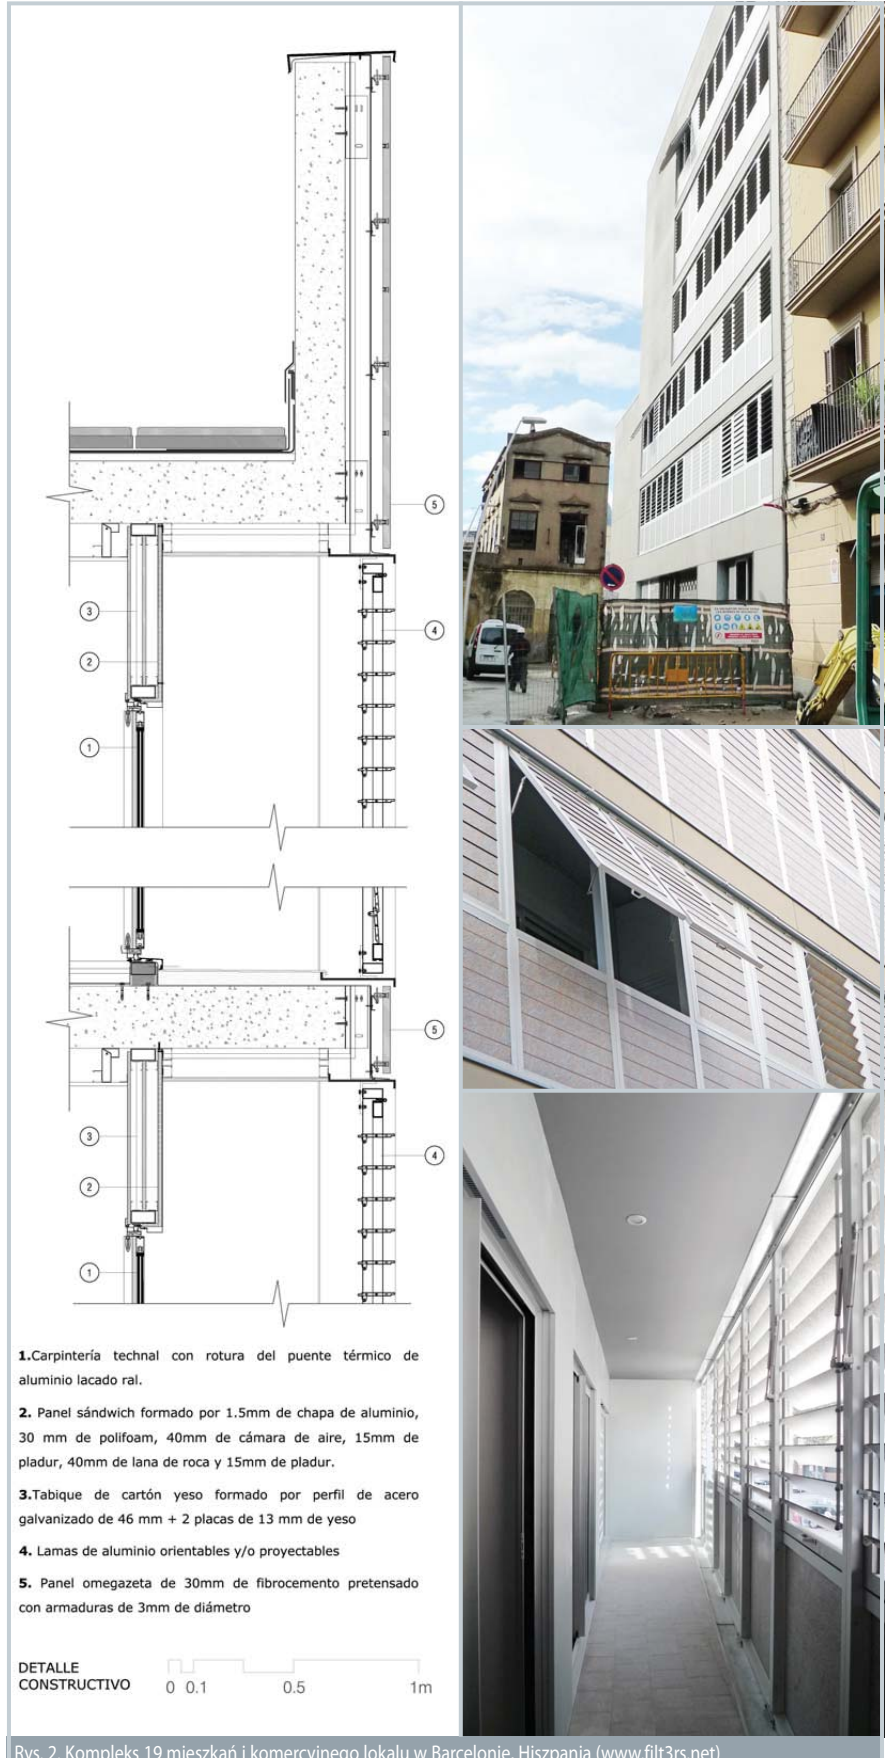 5
3
4
2
1
5
3
4
2
1
1.Carpintería technal con rotura del puente térmico de
aluminio lacado ral.
2. Panel sándwich formado por 1.5mm de chapa de aluminio,
30 mm de polifoam, 40mm de cámara de aire, 15mm de
pladur, 40mm de lana de roca y 15mm de pladur.
3.Tabique de cartón yeso formado por perfil de acero
galvanizado de 46 mm + 2 placas de 13 mm de yeso
4. Lamas de aluminio orientables y/o proyectables
5. Panel omegazeta de 30mm de fibrocemento pretensado
con armaduras de 3mm de diámetro
DETALLE
CONSTRUCTIVO
0 0.1 0.5 1m
Rys. 2. Kompleks 19 mieszkań i komercyjnego lokalu w Barcelonie, Hiszpania (www.filt3rs.net)